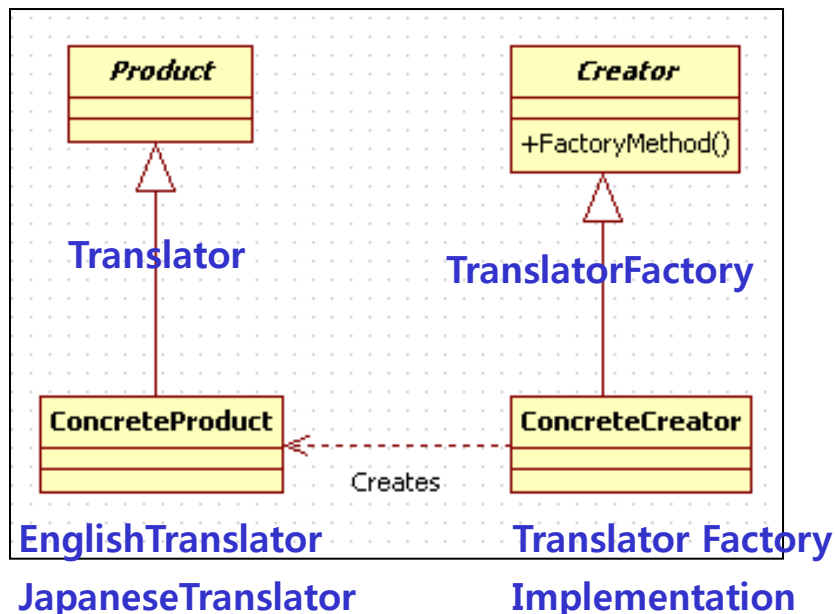 Product
Creator
+FactoryMethod()
Translator
TranslatorFactory
ConcreteProduct
ConcreteCreator
Creates
EnglishTranslator
JapaneseTranslator
Translator Factory
Implementation